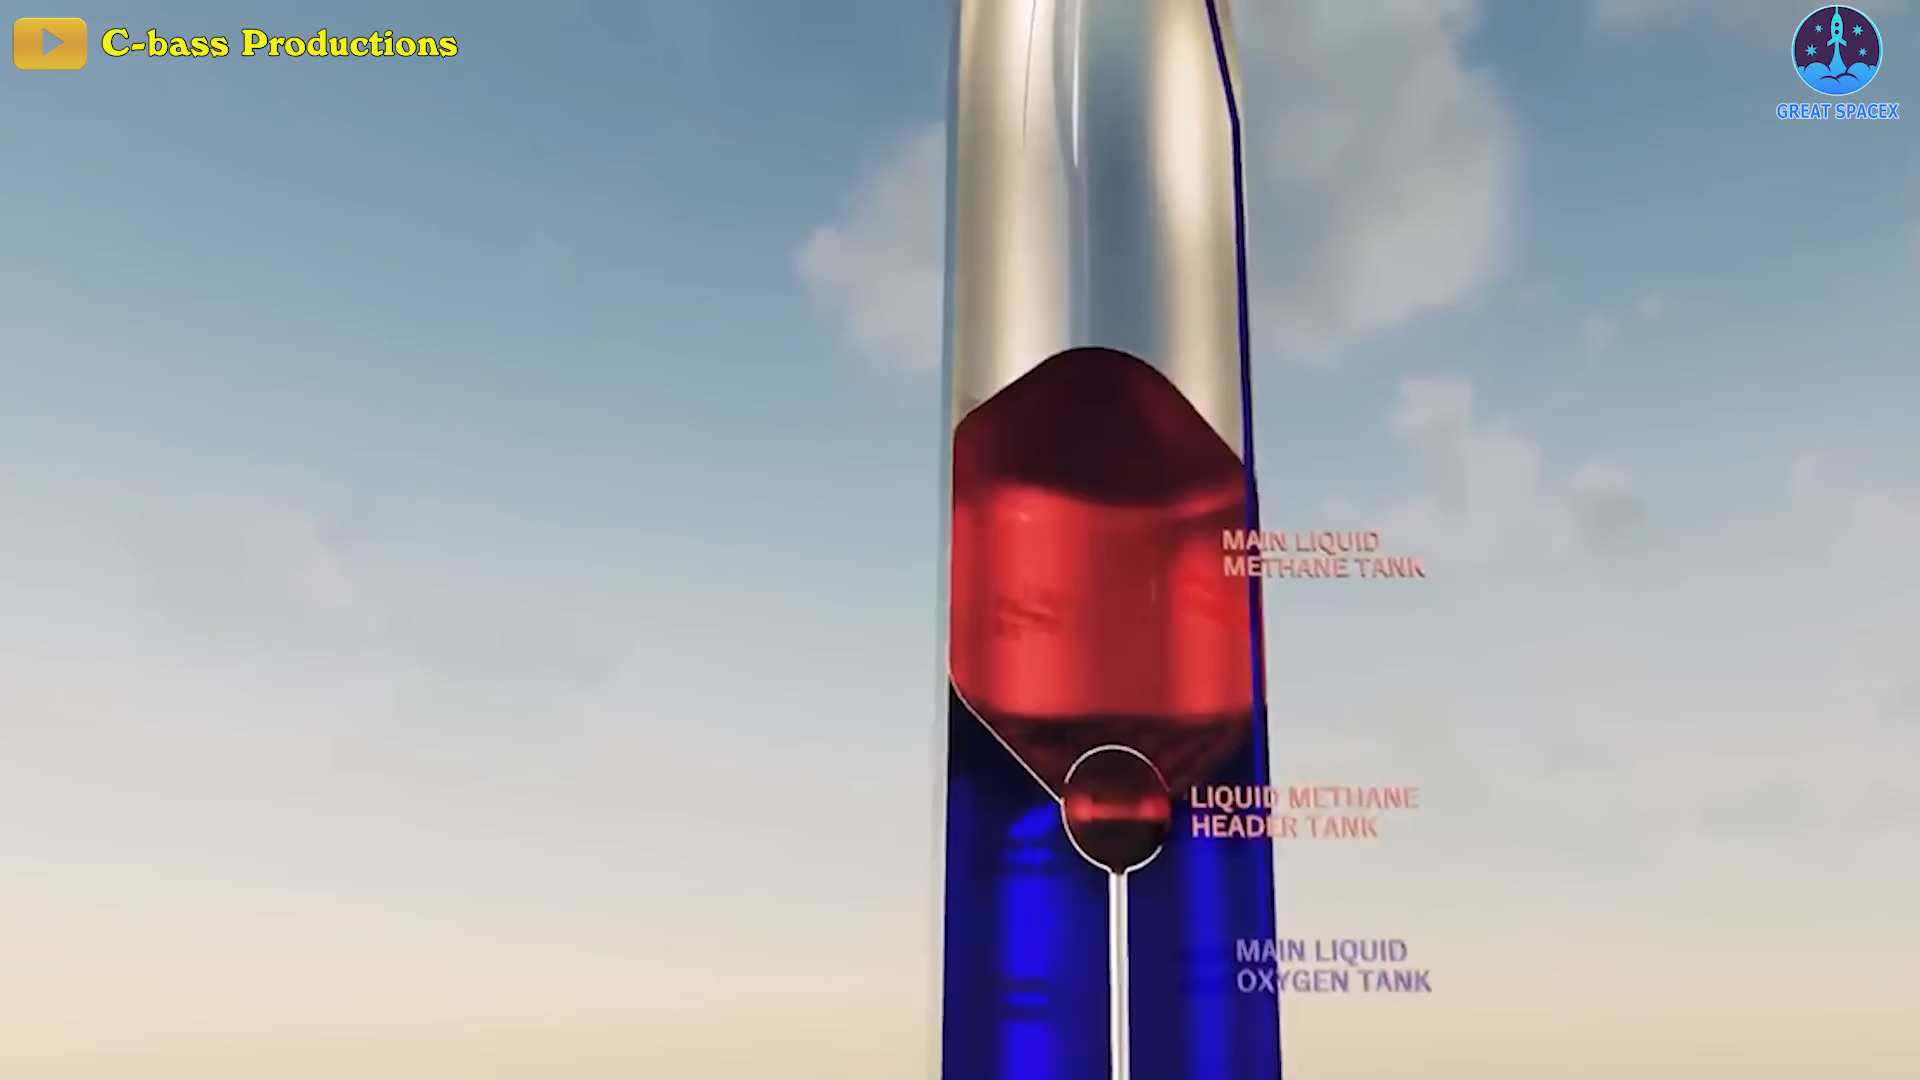 C-bass Productions
GREAT SPACEX
MAIN LIQUID
METHANE TANK
LIQUID METHANE
HEADER TANK
MAIN LIQUID
OXYGEN TANK